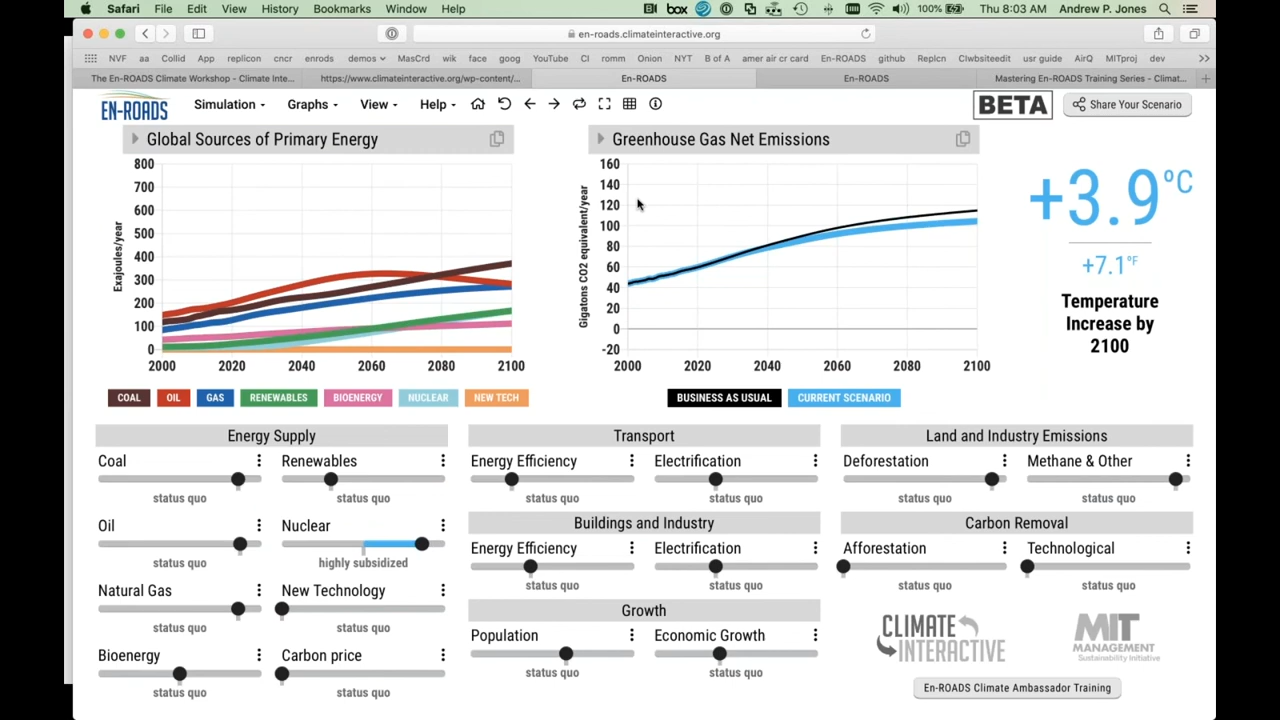 Safari File Edit View History Bookmarks Window Help box 100% Thu 8:03 AM Andrew P. Jones
en-roads.climateinteractive.org
NVF aa Collid App replicon cncr enrods demos MasCrd wik face goog YouTube CI romm Onion NYT B of A amer air cr card En-ROADS github Replcn Clwbsiteedit usr guide AirQ MITproj dev
The En-ROADS Climate Workshop - Climate Inte... https://www.climateinteractive.org/wp-content/... En-ROADS En-ROADS Mastering En-ROADS Training Series - Climat...
EN-ROADS Simulation Graphs View Help BETA Share Your Scenario
Global Sources of Primary Energy
800
700
600
500
400
300
200
100
0
Exajoules/year
2000 2020 2040 2060 2080 2100
COAL OIL GAS RENEWABLES BIOENERGY NUCLEAR NEW TECH
Greenhouse Gas Net Emissions
160
140
120
100
80
60
40
20
0
-20
Gigatons CO2 equivalent/year
2000 2020 2040 2060 2080 2100
BUSINESS AS USUAL CURRENT SCENARIO
+3.9°C
+7.1°F
Temperature
Increase by
2100
Energy Supply
Coal Renewables
status quo status quo
Oil Nuclear
status quo highly subsidized
Natural Gas New Technology
status quo status quo
Bioenergy Carbon price
status quo status quo
Transport
Energy Efficiency Electrification
status quo status quo
Buildings and Industry
Energy Efficiency Electrification
status quo status quo
Growth
Population Economic Growth
status quo status quo
Land and Industry Emissions
Deforestation Methane & Other
status quo status quo
Carbon Removal
Afforestation Technological
status quo status quo
CLIMATE
INTERACTIVE
MIT
MANAGEMENT
Sustainability Initiative
En-ROADS Climate Ambassador Training